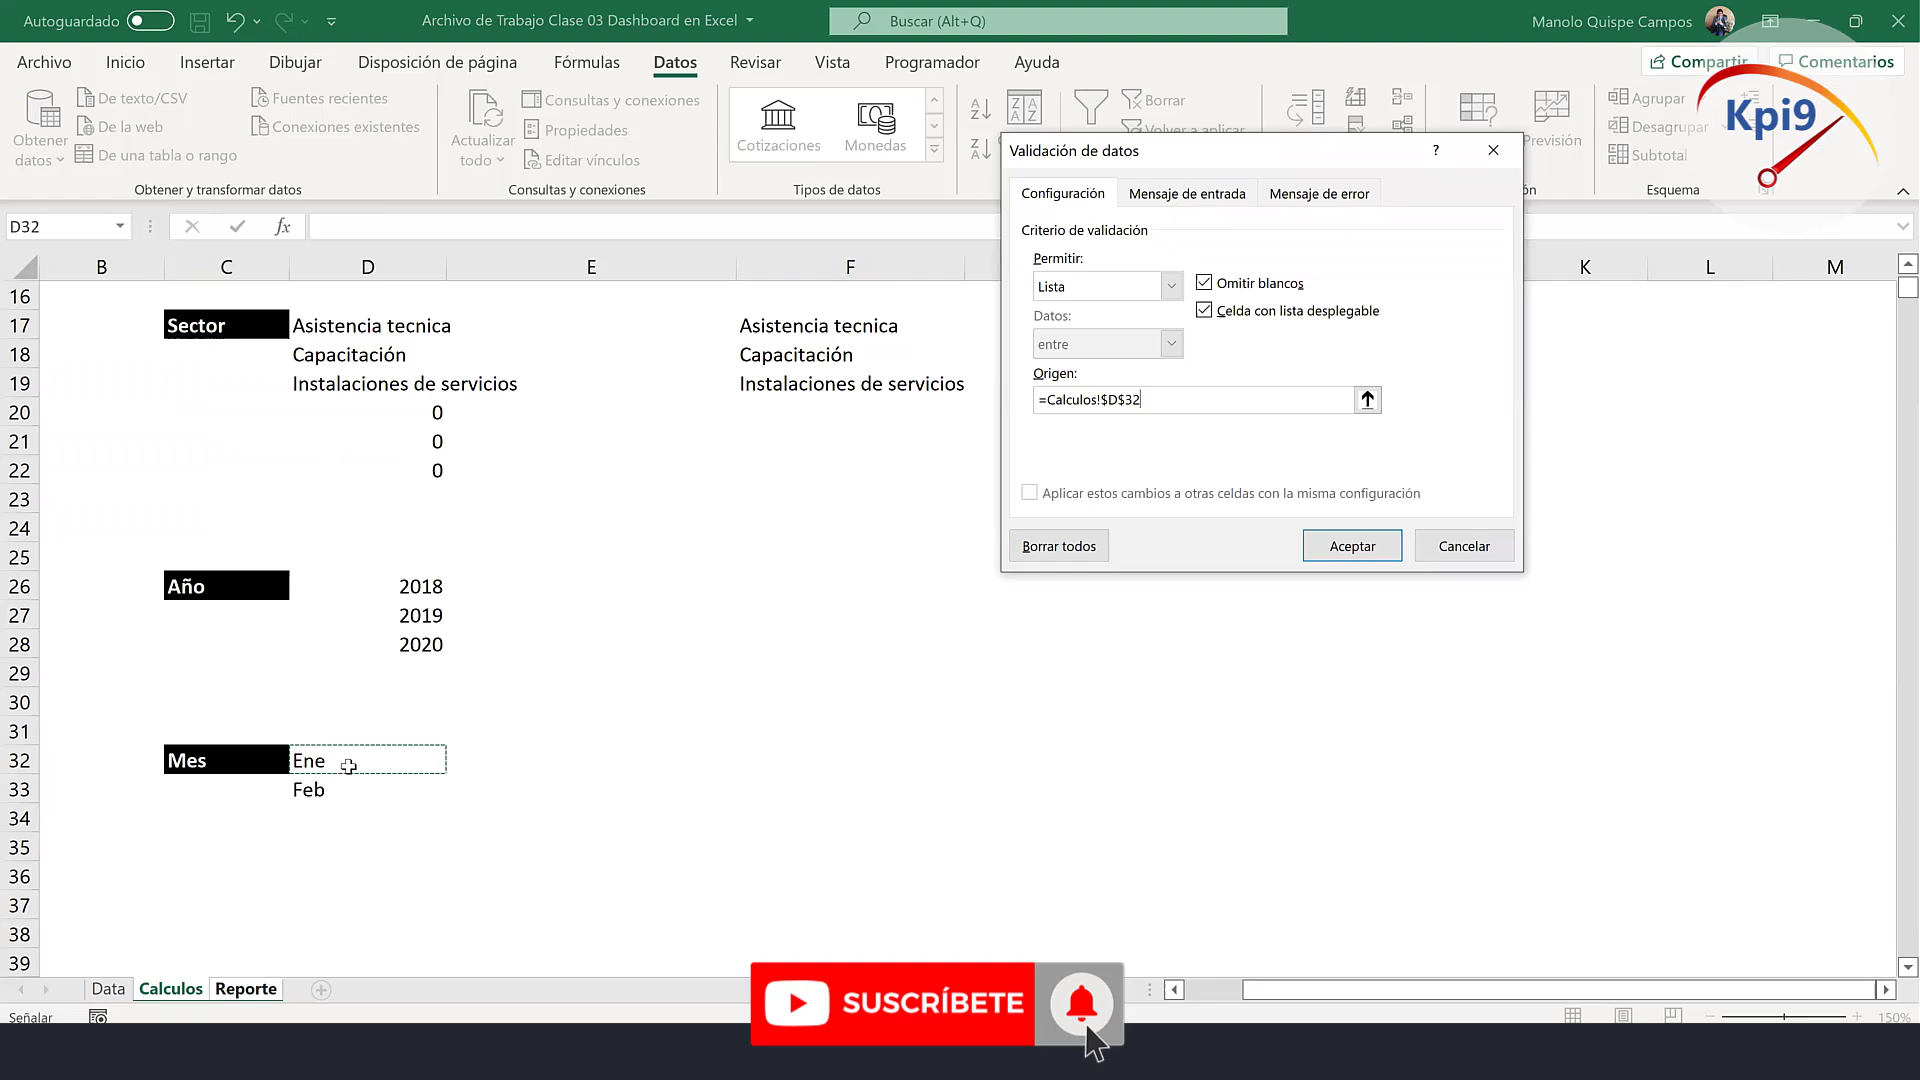 Autoguardado
Archivo de Trabajo Clase 03 Dashboard en Excel
Buscar (Alt+Q)
Manolo Quispe Campos
Archivo Inicio Insertar Dibujar Disposición de página Fórmulas Datos Revisar Vista Programador Ayuda
Compartir Comentarios
Kpi9
Obtener datos
De texto/CSV
De la web
De una tabla o rango
Fuentes recientes
Conexiones existentes
Obtener y transformar datos
Actualizar todo
Consultas y conexiones
Propiedades
Editar vínculos
Consultas y conexiones
Cotizaciones Monedas
Tipos de datos
Borrar
Volver a aplicar
Previsión
Agrupar
Desagrupar
Subtotal
Esquema
D32
fx
B C D E F K L M
16
17 Sector Asistencia tecnica Asistencia tecnica
18 Capacitación Capacitación
19 Instalaciones de servicios Instalaciones de servicios
20 0
21 0
22 0
23
24
25
26 Año 2018
27 2019
28 2020
29
30
31
32 Mes Ene
33 Feb
34
35
36
37
38
39
Validación de datos ?
Configuración Mensaje de entrada Mensaje de error
Criterio de validación
Permitir:
Lista
Omitir blancos
Celda con lista desplegable
Datos:
entre
Origen:
=Calculos!$D$32
Aplicar estos cambios a otras celdas con la misma configuración
Borrar todos Aceptar Cancelar
Data Calculos Reporte
SUSCRÍBETE
Señalar
150%